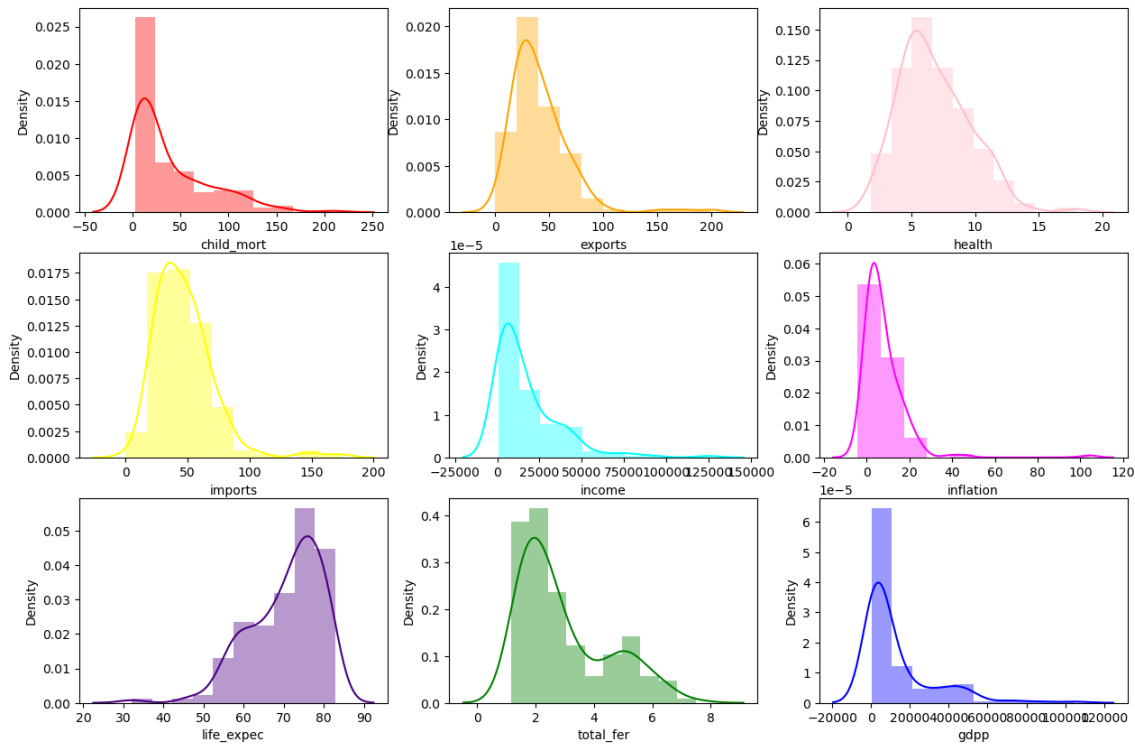 Density
0.025
0.020
0.015
0.010
0.005
0.000
−50 0 50 100 150 200 250
child_mort
Density
0.020
0.015
0.010
0.005
0.000
0 50 100 150 200
exports
Density
0.150
0.125
0.100
0.075
0.050
0.025
0.000
0 5 10 15 20
health
Density
0.0175
0.0150
0.0125
0.0100
0.0075
0.0050
0.0025
0.0000
0 50 100 150 200
imports
1e−5
Density
4
3
2
1
0
−25000 0 25000 50000 75000 100000 125000 150000
income
Density
0.06
0.05
0.04
0.03
0.02
0.01
0.00
−20 0 20 40 60 80 100 120
inflation
Density
0.05
0.04
0.03
0.02
0.01
0.00
20 30 40 50 60 70 80 90
life_expec
Density
0.4
0.3
0.2
0.1
0.0
0 2 4 6 8
total_fer
1e−5
Density
6
5
4
3
2
1
0
−20000 0 20000 40000 60000 80000 100000 120000
gdpp